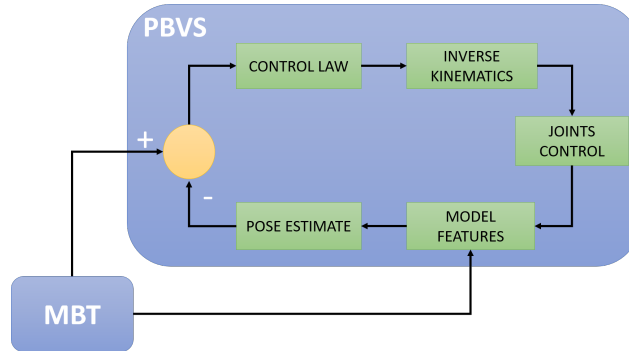 PBVS
CONTROL LAW
INVERSE
KINEMATICS
+
JOINTS
CONTROL
-
POSE ESTIMATE
MODEL
FEATURES
MBT